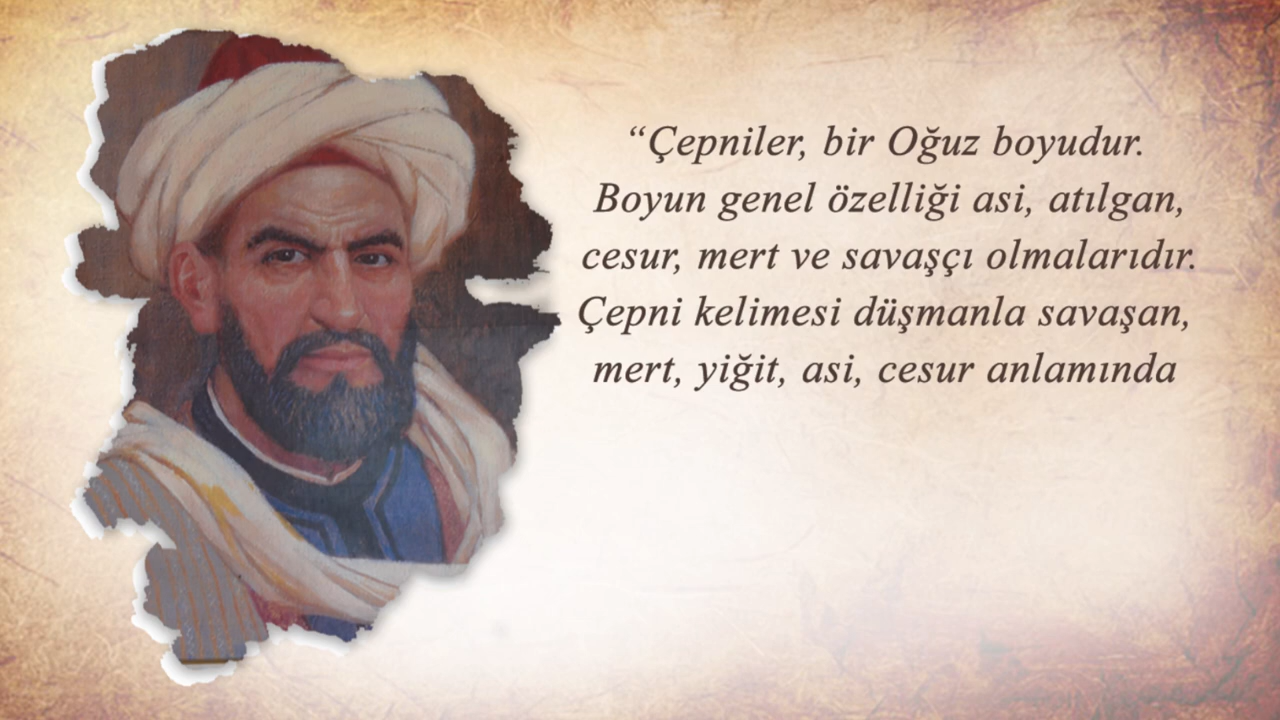 “Çepniler, bir Oğuz boyudur.
Boyun genel özelliği asi, atılgan,
cesur, mert ve savaşçı olmalarıdır.
Çepni kelimesi düşmanla savaşan,
mert, yiğit, asi, cesur anlamında